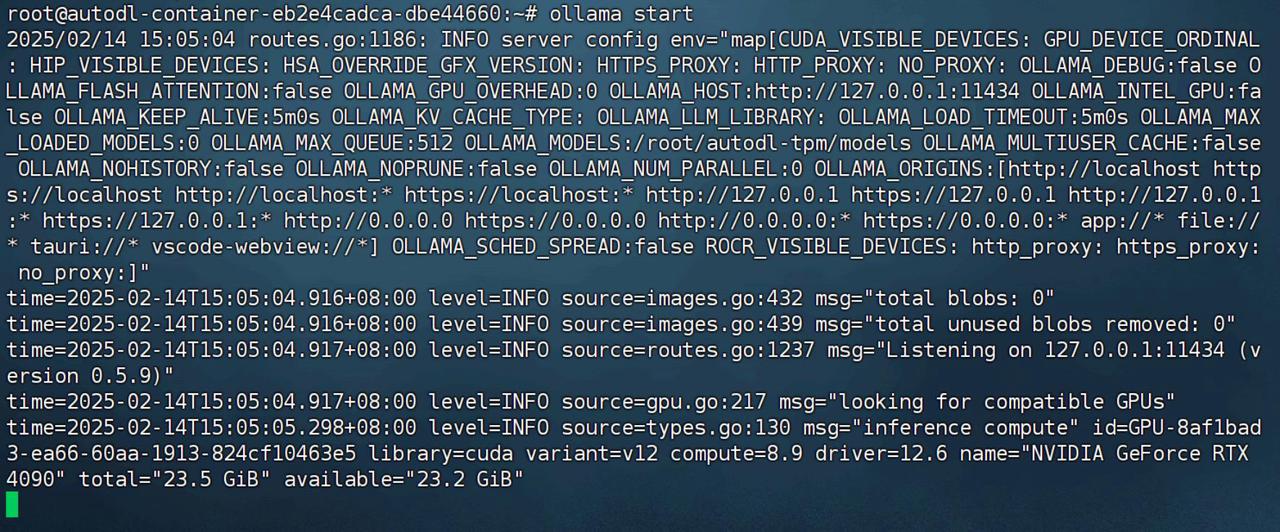 root@autodl-container-eb2e4cadca-dbe44660:~# ollama start
2025/02/14 15:05:04 routes.go:1186: INFO server config env="map[CUDA_VISIBLE_DEVICES: GPU_DEVICE_ORDINAL
: HIP_VISIBLE_DEVICES: HSA_OVERRIDE_GFX_VERSION: HTTPS_PROXY: HTTP_PROXY: NO_PROXY: OLLAMA_DEBUG:false O
LLAMA_FLASH_ATTENTION:false OLLAMA_GPU_OVERHEAD:0 OLLAMA_HOST:http://127.0.0.1:11434 OLLAMA_INTEL_GPU:fa
lse OLLAMA_KEEP_ALIVE:5m0s OLLAMA_KV_CACHE_TYPE: OLLAMA_LLM_LIBRARY: OLLAMA_LOAD_TIMEOUT:5m0s OLLAMA_MAX
_LOADED_MODELS:0 OLLAMA_MAX_QUEUE:512 OLLAMA_MODELS:/root/autodl-tpm/models OLLAMA_MULTIUSER_CACHE:false
 OLLAMA_NOHISTORY:false OLLAMA_NOPRUNE:false OLLAMA_NUM_PARALLEL:0 OLLAMA_ORIGINS:[http://localhost http
s://localhost http://localhost:* https://localhost:* http://127.0.0.1 https://127.0.0.1 http://127.0.0.1
:* https://127.0.0.1:* http://0.0.0.0 https://0.0.0.0 http://0.0.0.0:* https://0.0.0.0:* app://* file://
* tauri://* vscode-webview://*] OLLAMA_SCHED_SPREAD:false ROCR_VISIBLE_DEVICES: http_proxy: https_proxy:
 no_proxy:]"
time=2025-02-14T15:05:04.916+08:00 level=INFO source=images.go:432 msg="total blobs: 0"
time=2025-02-14T15:05:04.916+08:00 level=INFO source=images.go:439 msg="total unused blobs removed: 0"
time=2025-02-14T15:05:04.917+08:00 level=INFO source=routes.go:1237 msg="Listening on 127.0.0.1:11434 (v
ersion 0.5.9)"
time=2025-02-14T15:05:04.917+08:00 level=INFO source=gpu.go:217 msg="looking for compatible GPUs"
time=2025-02-14T15:05:05.298+08:00 level=INFO source=types.go:130 msg="inference compute" id=GPU-8af1bad
3-ea66-60aa-1913-824cf10463e5 library=cuda variant=v12 compute=8.9 driver=12.6 name="NVIDIA GeForce RTX
4090" total="23.5 GiB" available="23.2 GiB"